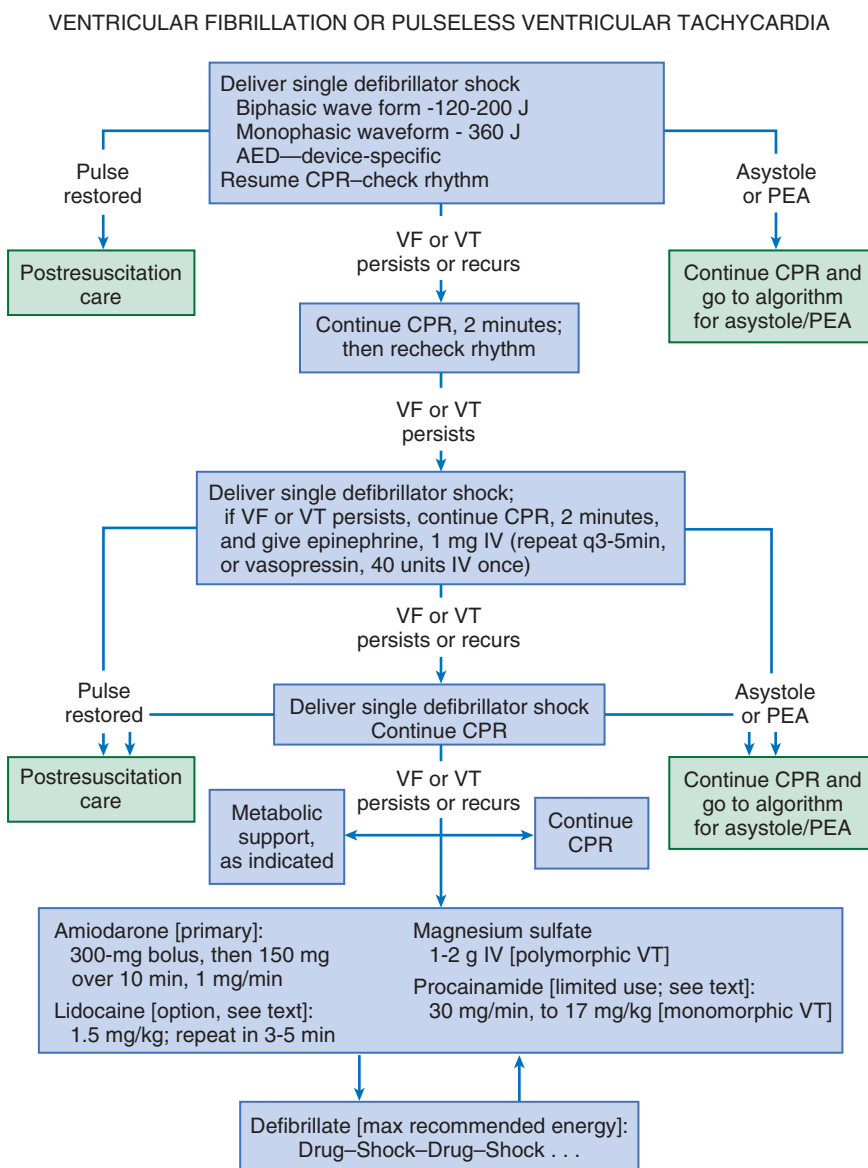 VENTRICULAR FIBRILLATION OR PULSELESS VENTRICULAR TACHYCARDIA
Deliver single defibrillator shock
Biphasic wave form -120-200 J
Monophasic waveform - 360 J
AED—device-specific
Resume CPR–check rhythm
Pulse
restored
Asystole
or PEA
VF or VT
persists or recurs
Postresuscitation
care
Continue CPR and
go to algorithm
for asystole/PEA
Continue CPR, 2 minutes;
then recheck rhythm
VF or VT
persists
Deliver single defibrillator shock;
if VF or VT persists, continue CPR, 2 minutes,
and give epinephrine, 1 mg IV (repeat q3-5min,
or vasopressin, 40 units IV once)
VF or VT
persists or recurs
Pulse
restored
Deliver single defibrillator shock
Continue CPR
Asystole
or PEA
Postresuscitation
care
VF or VT
persists or recurs
Continue CPR and
go to algorithm
for asystole/PEA
Metabolic
support,
as indicated
Continue
CPR
Amiodarone [primary]:
300-mg bolus, then 150 mg
over 10 min, 1 mg/min
Lidocaine [option, see text]:
1.5 mg/kg; repeat in 3-5 min
Magnesium sulfate
1-2 g IV [polymorphic VT]
Procainamide [limited use; see text]:
30 mg/min, to 17 mg/kg [monomorphic VT]
Defibrillate [max recommended energy]:
Drug–Shock–Drug–Shock . . .